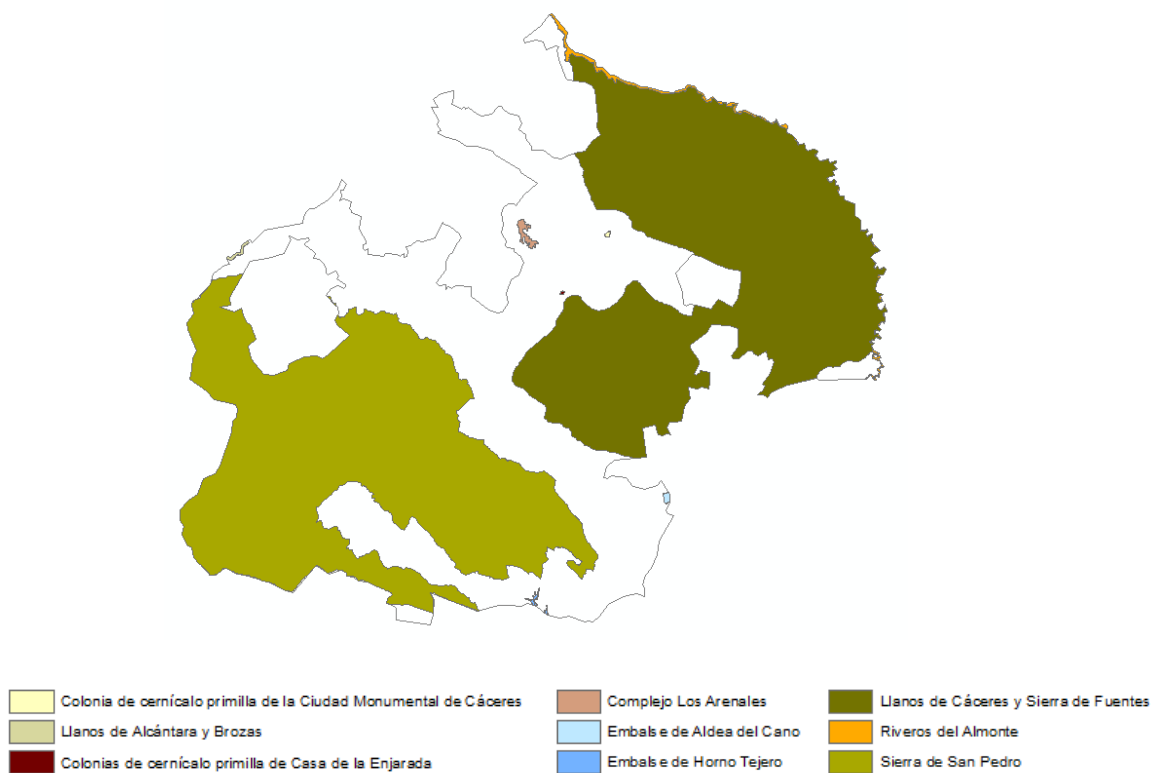 Colonia de cernícalo primilla de la Ciudad Monumental de Cáceres
Llanos de Alcántara y Brozas
Colonias de cernícalo primilla de Casa de la Enjarada
Complejo Los Arenales
Embalse de Aldea del Cano
Embalse de Horno Tejero
Llanos de Cáceres y Sierra de Fuentes
Riveros del Almonte
Sierra de San Pedro